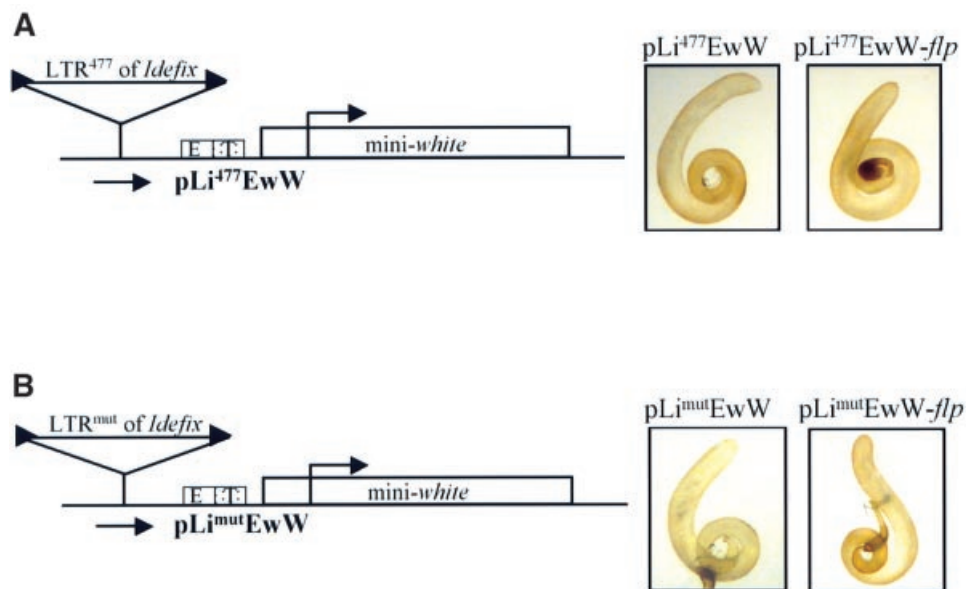 A
LTR⁴⁷⁷ of Idefix
E T
mini-white
pLi⁴⁷⁷EwW
pLi⁴⁷⁷EwW
pLi⁴⁷⁷EwW-flp
B
LTRᵐᵘᵗ of Idefix
E T
mini-white
pLiᵐᵘᵗEwW
pLiᵐᵘᵗEwW
pLiᵐᵘᵗEwW-flp